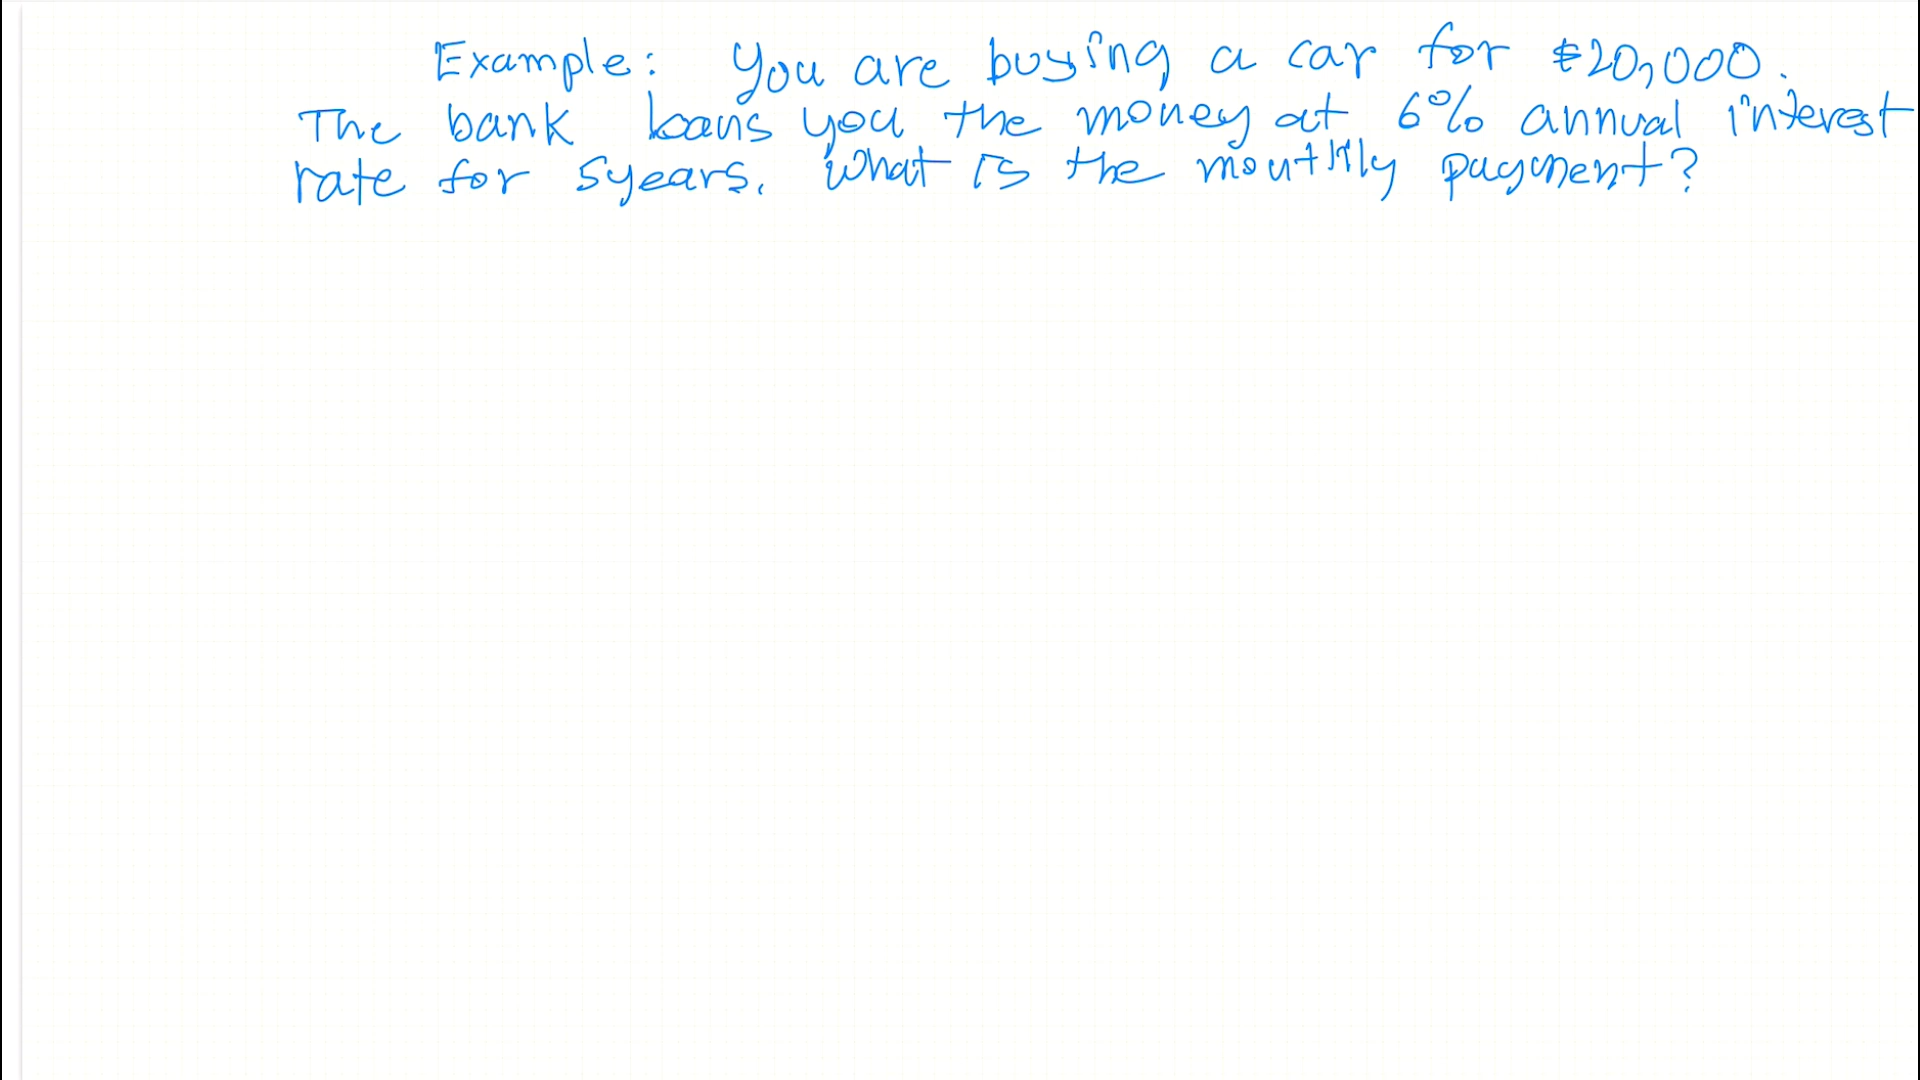 Example: You are buying a car for $20,000.
The bank loans you the money at 6% annual interest
rate for 5years. What is the monthly payment?